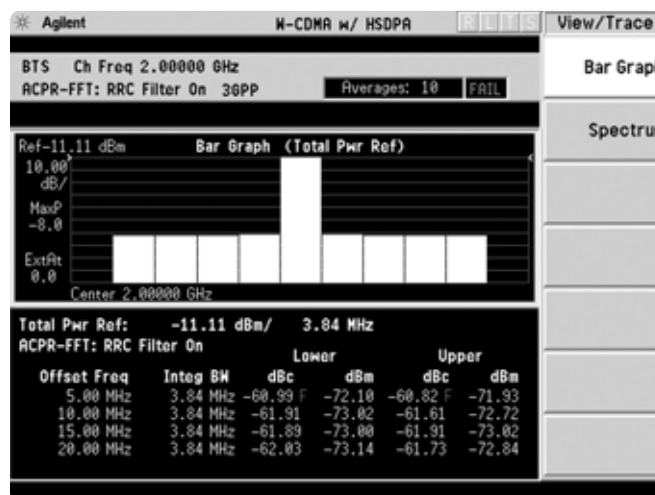 Agilent W-CDMA w/ HSDPA R L T S View/Trace
BTS Ch Freq 2.00000 GHz
ACPR-FFT: RRC Filter On 3GPP Averages: 10 FAIL
Bar Grap
Spectru
Ref-11.11 dBm Bar Graph (Total Pwr Ref)
10.00
dB/
MaxP
-8.0
ExtAt
0.0
Center 2.00000 GHz
Total Pwr Ref: -11.11 dBm/ 3.84 MHz
ACPR-FFT: RRC Filter On
Lower Upper
Offset Freq Integ BW dBc dBm dBc dBm
5.00 MHz 3.84 MHz -60.99 F -72.10 -60.82 F -71.93
10.00 MHz 3.84 MHz -61.91 -73.02 -61.61 -72.72
15.00 MHz 3.84 MHz -61.89 -73.00 -61.91 -73.02
20.00 MHz 3.84 MHz -62.03 -73.14 -61.73 -72.84